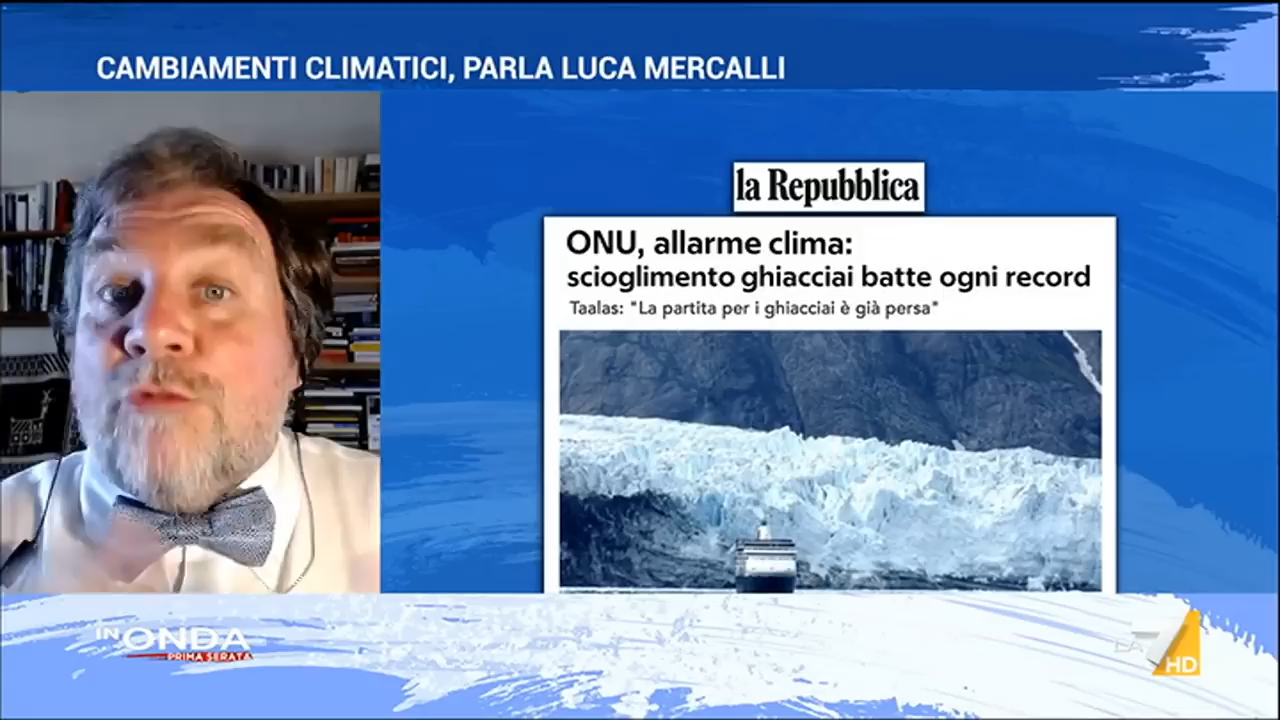 CAMBIAMENTI CLIMATICI, PARLA LUCA MERCALLI
la Repubblica
ONU, allarme clima:
scioglimento ghiacciai batte ogni record
Taalas: "La partita per i ghiacciai è già persa"
IN ONDA
PRIMA SERATA
LA7
HD